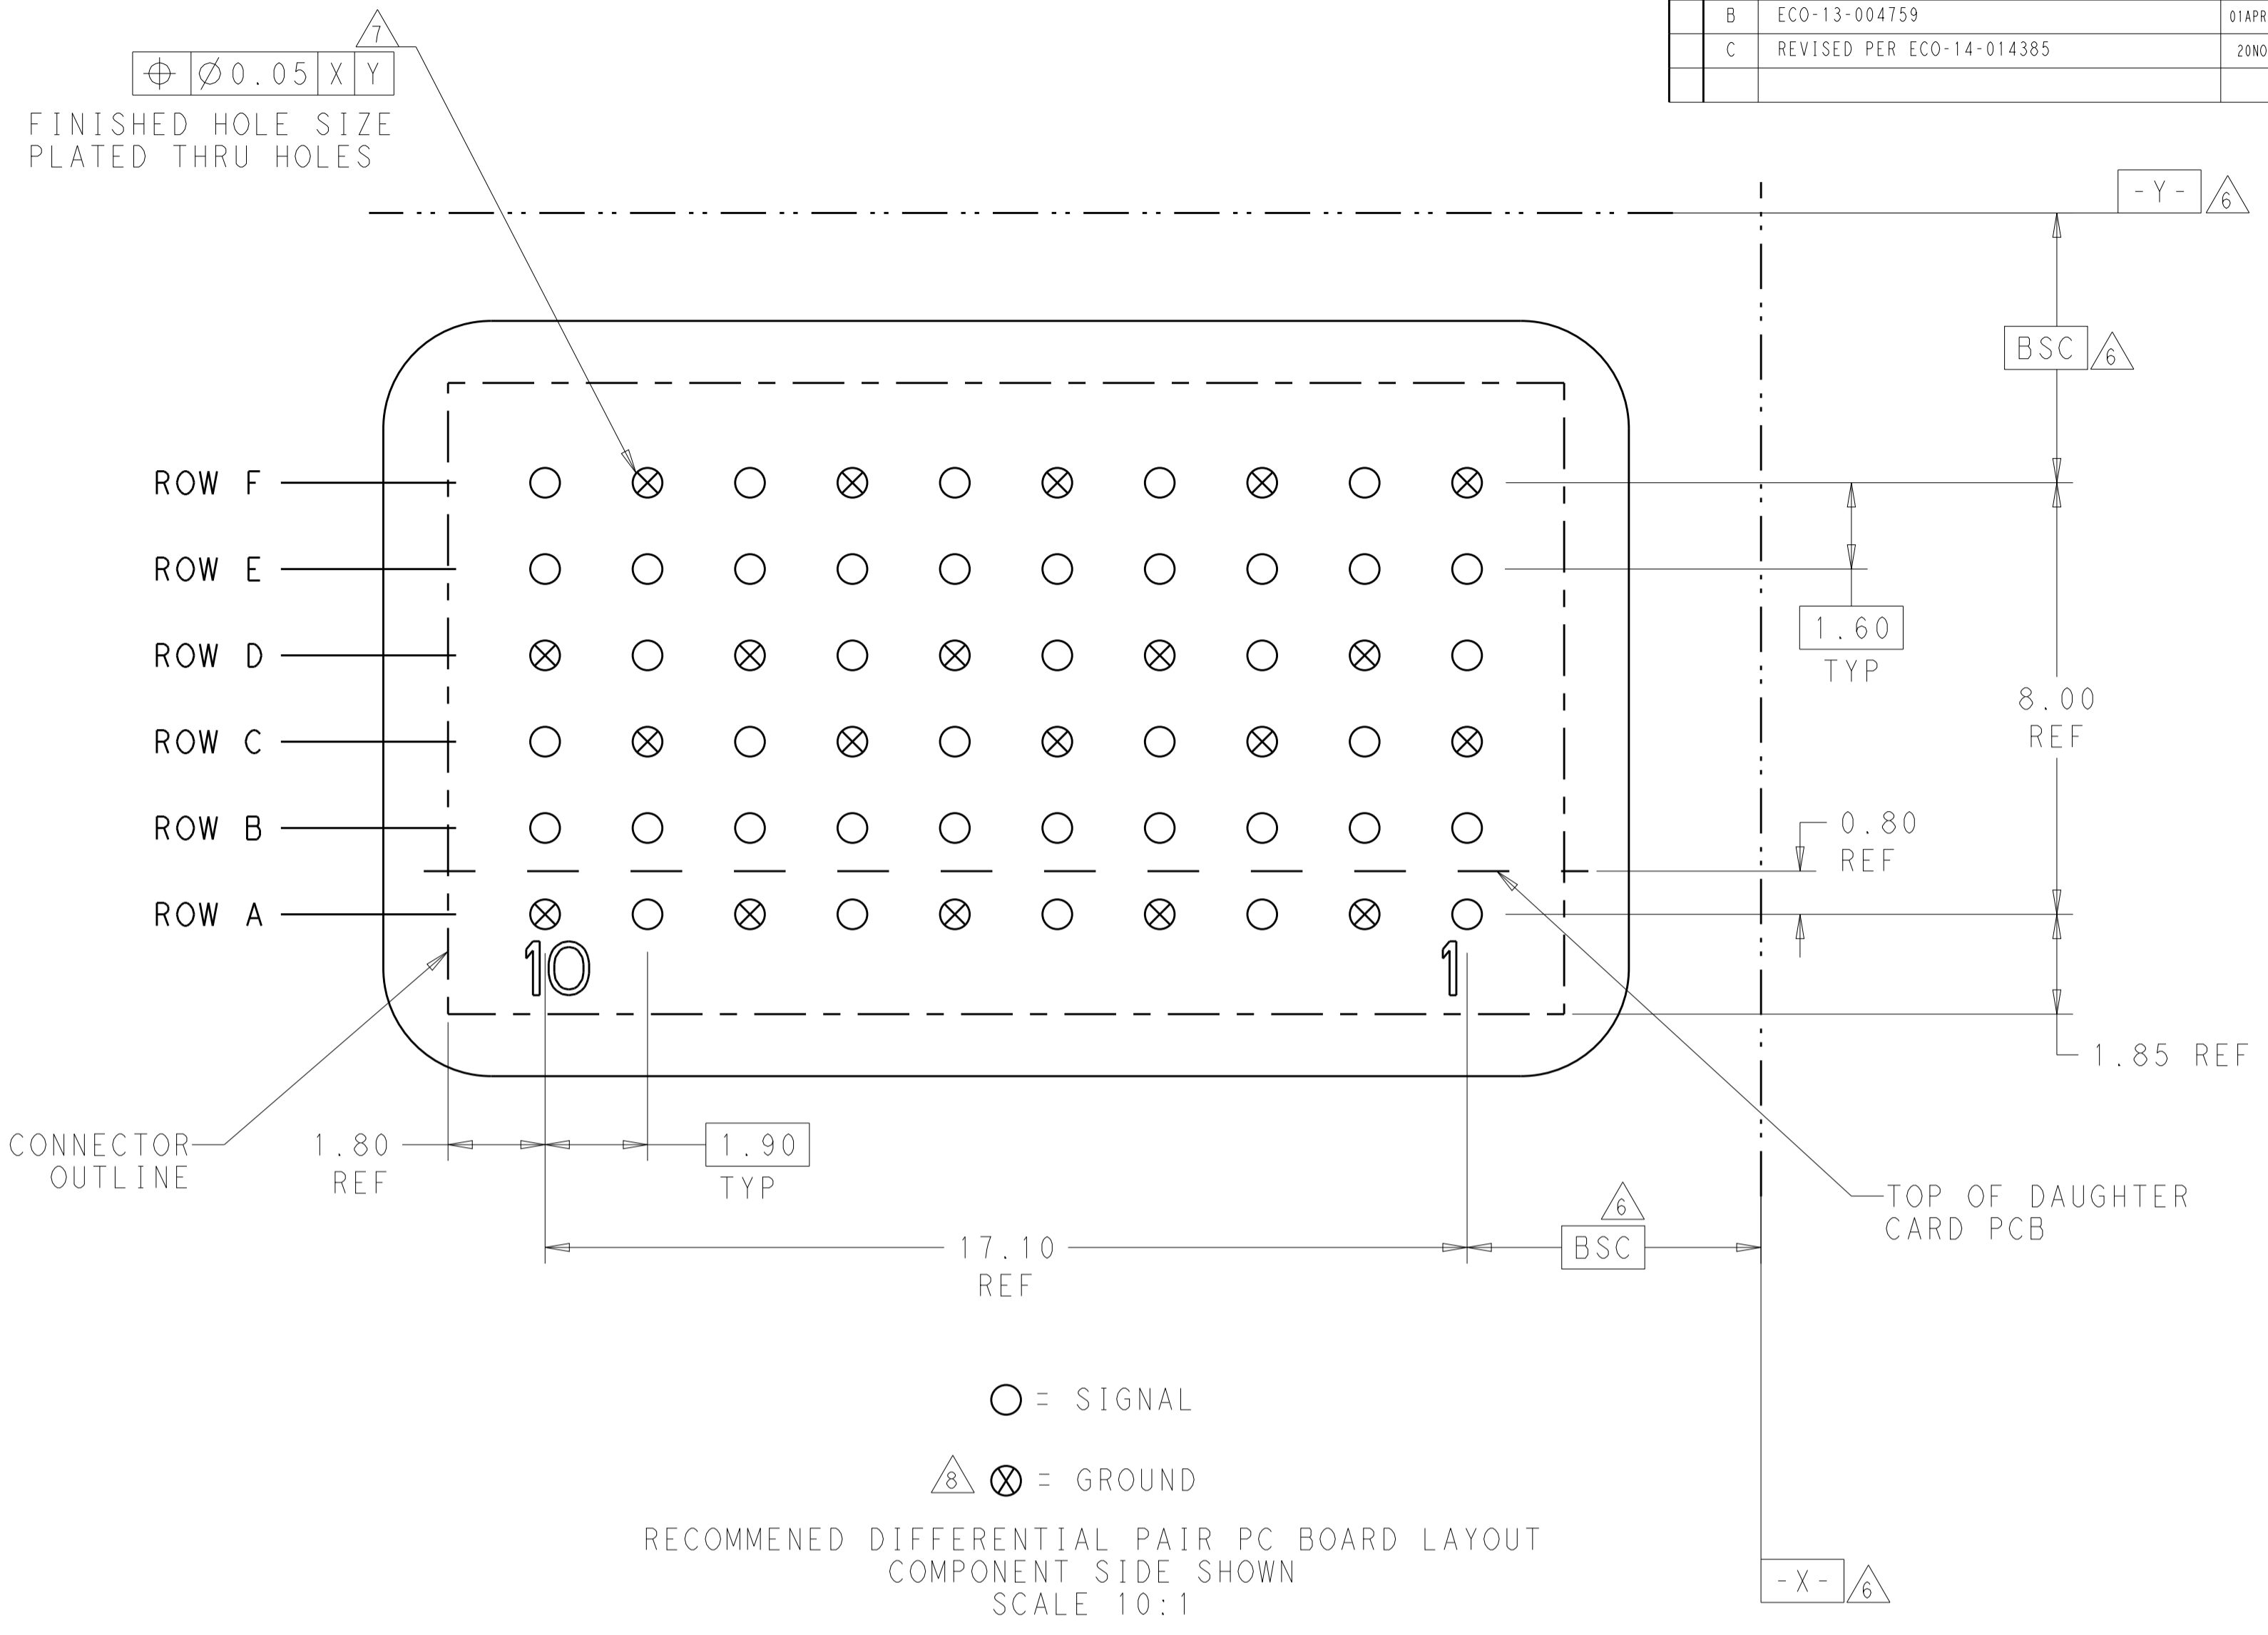 B ECO-13-004759 01APR
C REVISED PER ECO-14-014385 20NO
7
⌀0.05 X Y
FINISHED HOLE SIZE
PLATED THRU HOLES
-Y- 6
BSC 6
ROW F
ROW E
1.60
TYP
ROW D
8.00
REF
ROW C
ROW B
0.80
REF
ROW A
10 1
1.85 REF
CONNECTOR
OUTLINE
1.80
REF
1.90
TYP
TOP OF DAUGHTER
CARD PCB
6
17.10
REF
BSC
= SIGNAL
8 = GROUND
RECOMMENED DIFFERENTIAL PAIR PC BOARD LAYOUT
COMPONENT SIDE SHOWN
SCALE 10:1
-X- 6